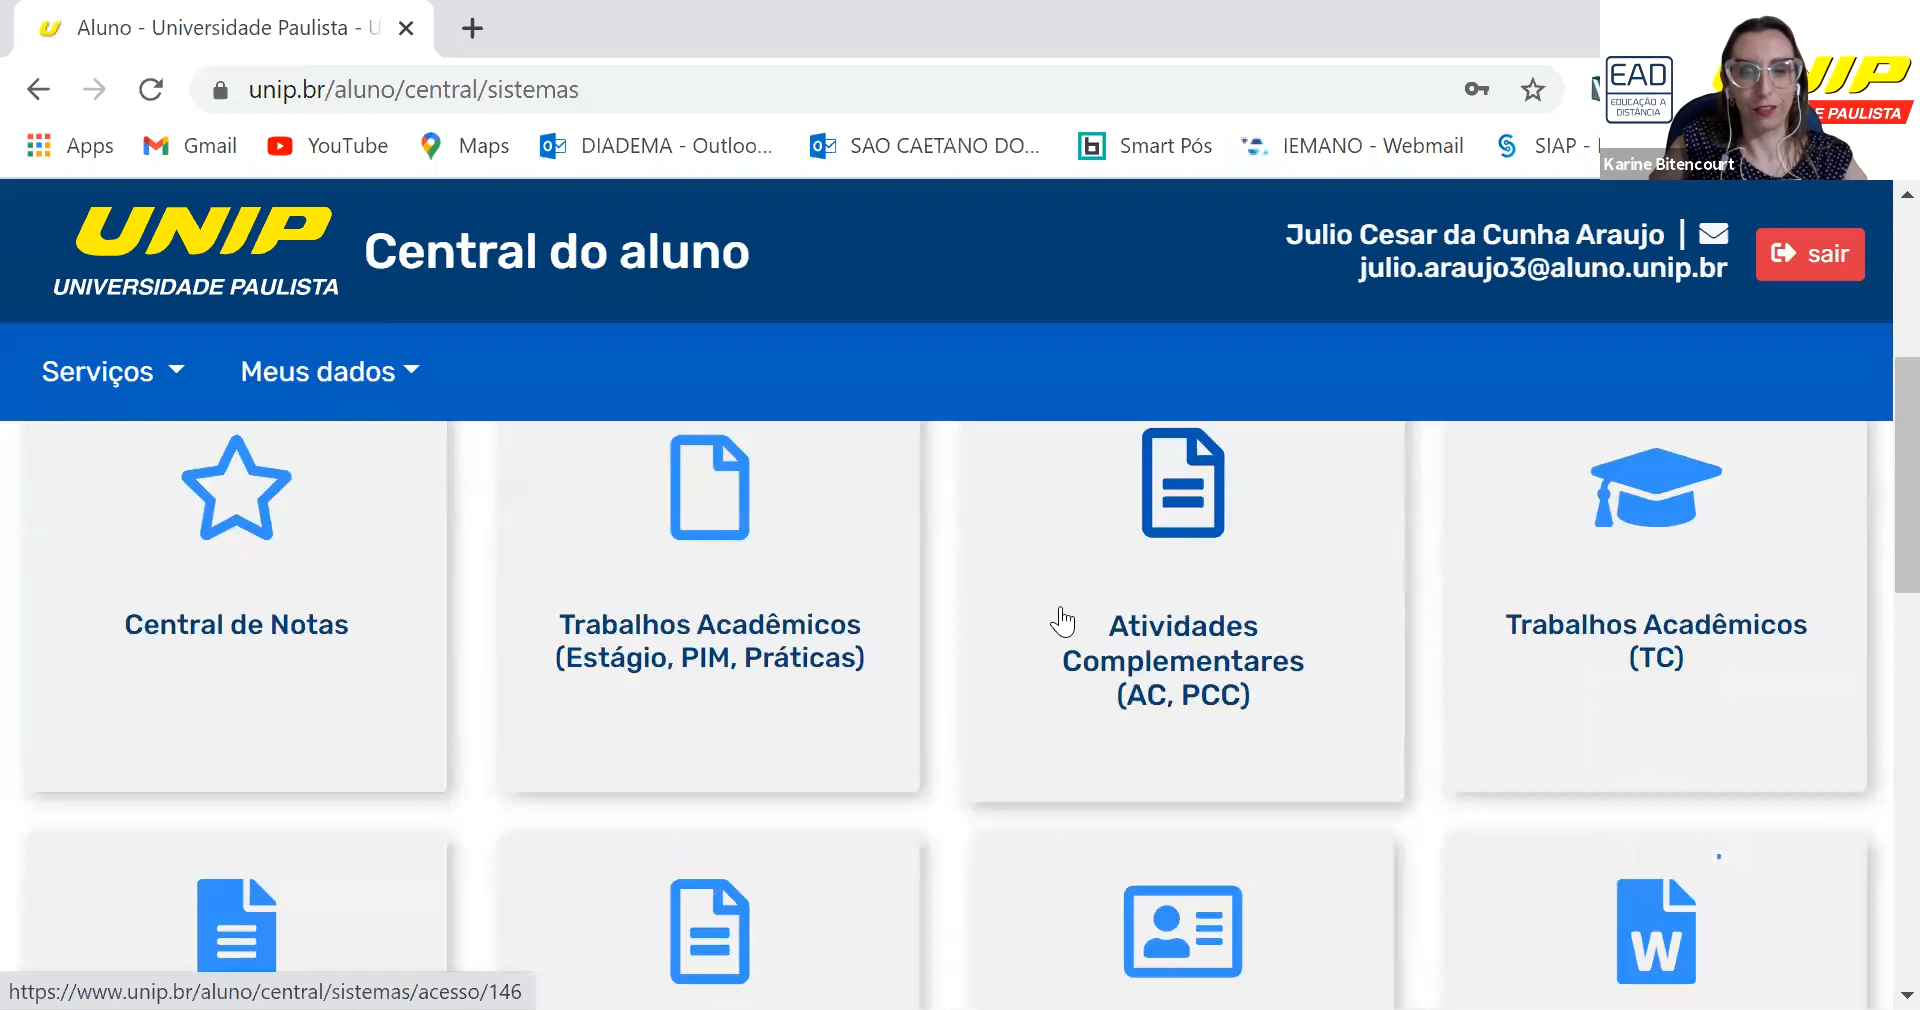 Aluno - Universidade Paulista - U
unip.br/aluno/central/sistemas
Apps
Gmail
YouTube
Maps
DIADEMA - Outloo...
SAO CAETANO DO...
Smart Pós
IEMANO - Webmail
SIAP -
EAD
EDUCAÇÃO A
DISTÂNCIA
PAULISTA
Karine Bitencourt
UNIP
UNIVERSIDADE PAULISTA
Central do aluno
Julio Cesar da Cunha Araujo |
julio.araujo3@aluno.unip.br
sair
Serviços
Meus dados
Central de Notas
Trabalhos Acadêmicos
(Estágio, PIM, Práticas)
Atividades
Complementares
(AC, PCC)
Trabalhos Acadêmicos
(TC)
W
https://www.unip.br/aluno/central/sistemas/acesso/146